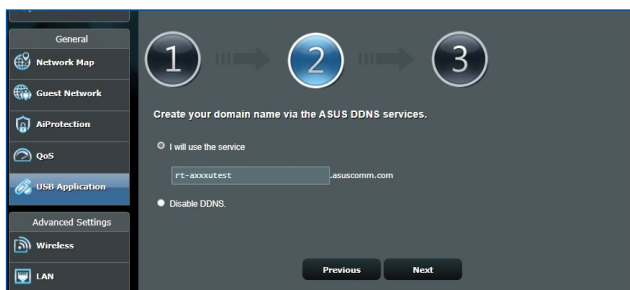 General
Network Map
Guest Network
AiProtection
QoS
USB Application
Advanced Settings
Wireless
LAN
1
2
3
Create your domain name via the ASUS DDNS services.
I will use the service
rt-axxxutest .asuscomm.com
Disable DDNS.
Previous Next